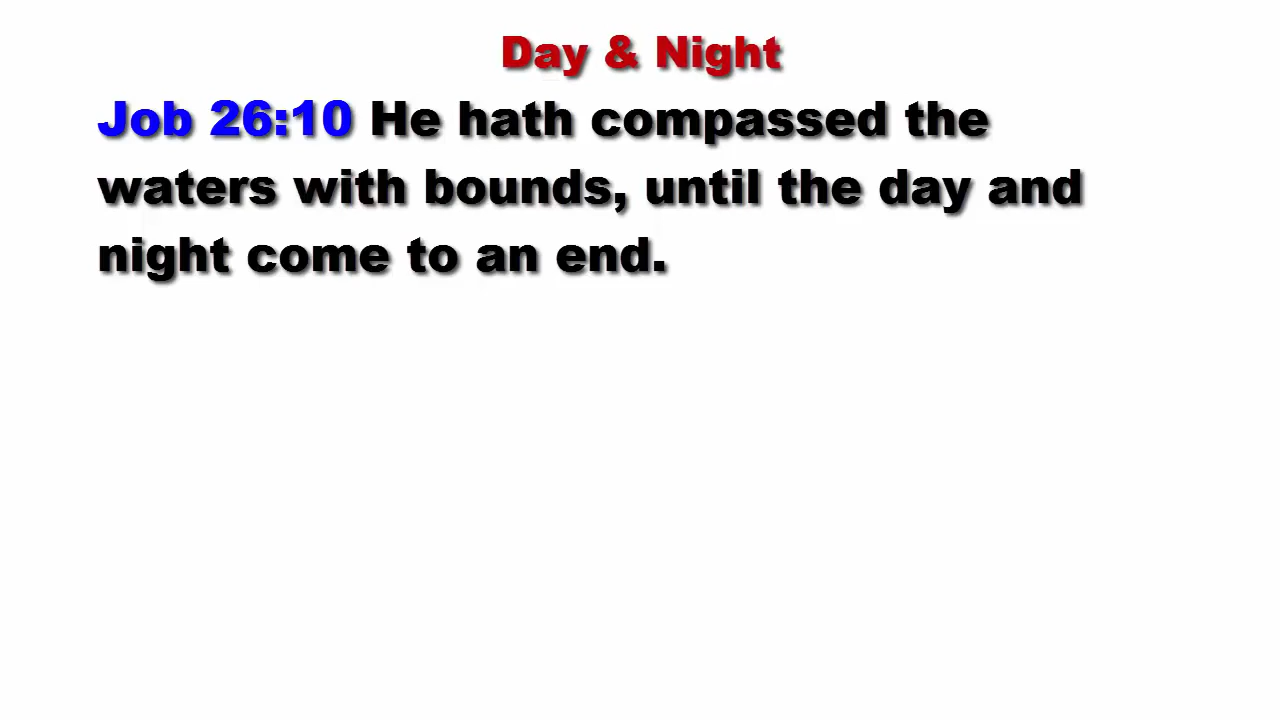 Day & Night
Job 26:10 He hath compassed the
waters with bounds, until the day and
night come to an end.